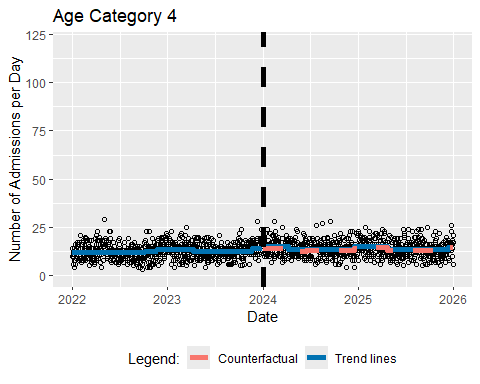 Age Category 4
Number of Admissions per Day
125
100
75
50
25
0
2022 2023 2024 2025 2026
Date
Legend: Counterfactual Trend lines